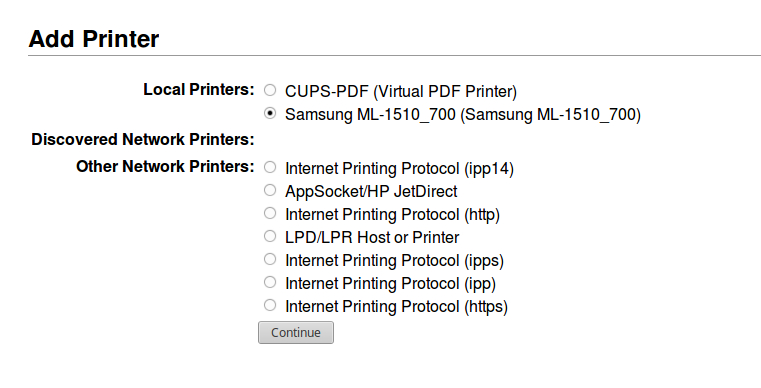 Add Printer
Local Printers: CUPS-PDF (Virtual PDF Printer)
Samsung ML-1510_700 (Samsung ML-1510_700)
Discovered Network Printers:
Other Network Printers: Internet Printing Protocol (ipp14)
AppSocket/HP JetDirect
Internet Printing Protocol (http)
LPD/LPR Host or Printer
Internet Printing Protocol (ipps)
Internet Printing Protocol (ipp)
Internet Printing Protocol (https)
Continue